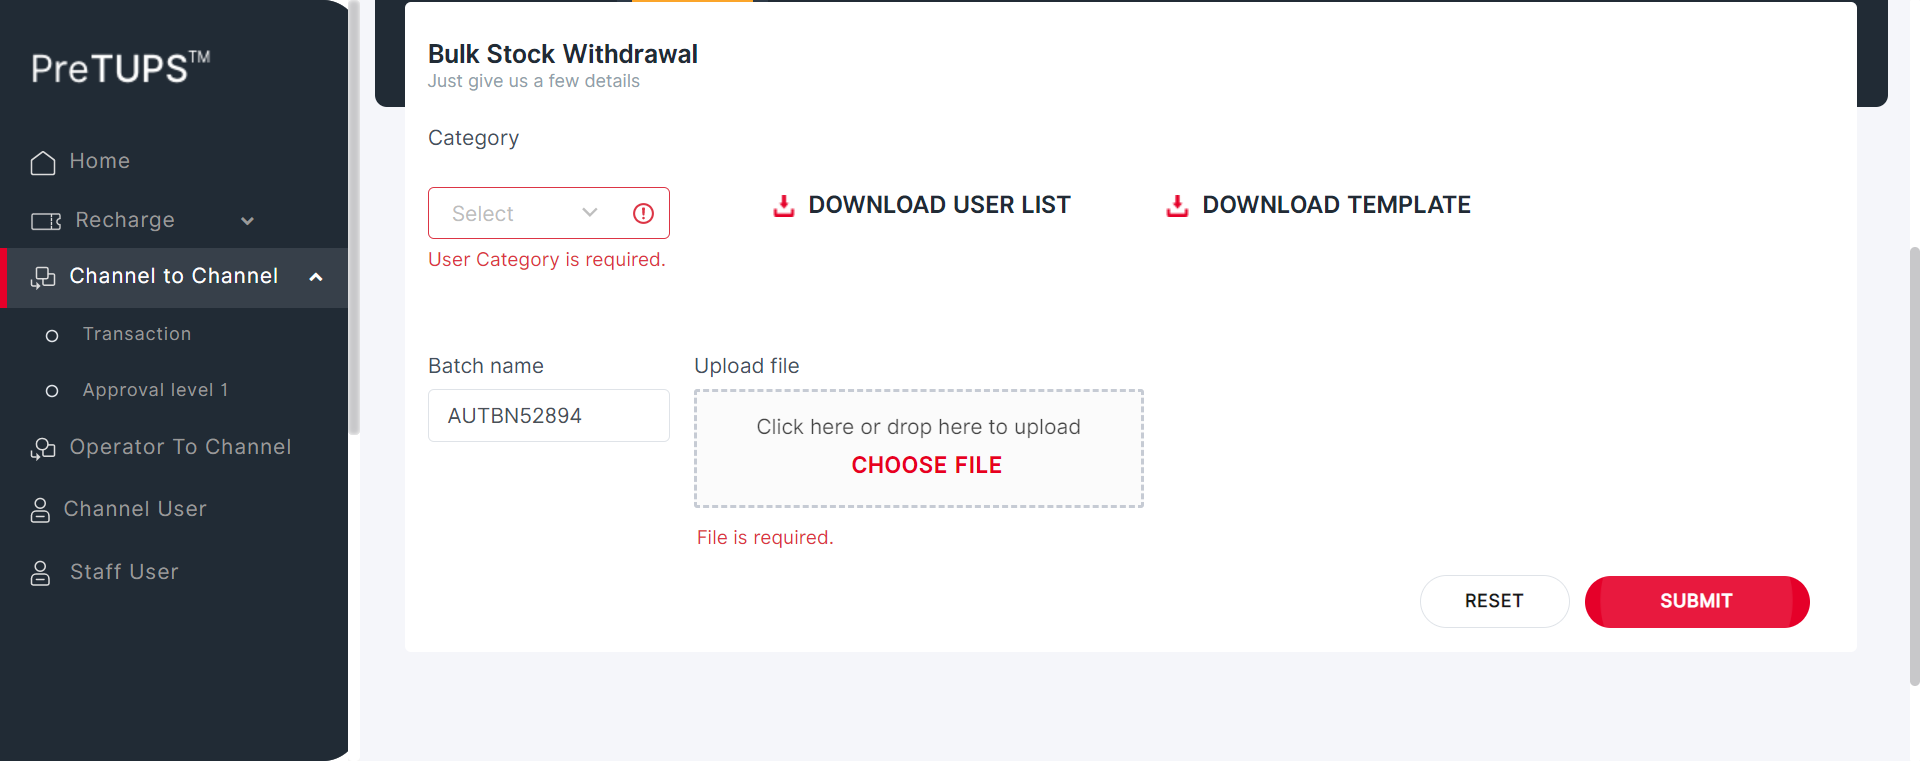 PreTUPS™
Home
Recharge
Channel to Channel
Transaction
Approval level 1
Operator To Channel
Channel User
Staff User
Bulk Stock Withdrawal
Just give us a few details
Category
Select
User Category is required.
DOWNLOAD USER LIST
DOWNLOAD TEMPLATE
Batch name
AUTBN52894
Upload file
Click here or drop here to upload
CHOOSE FILE
File is required.
RESET
SUBMIT